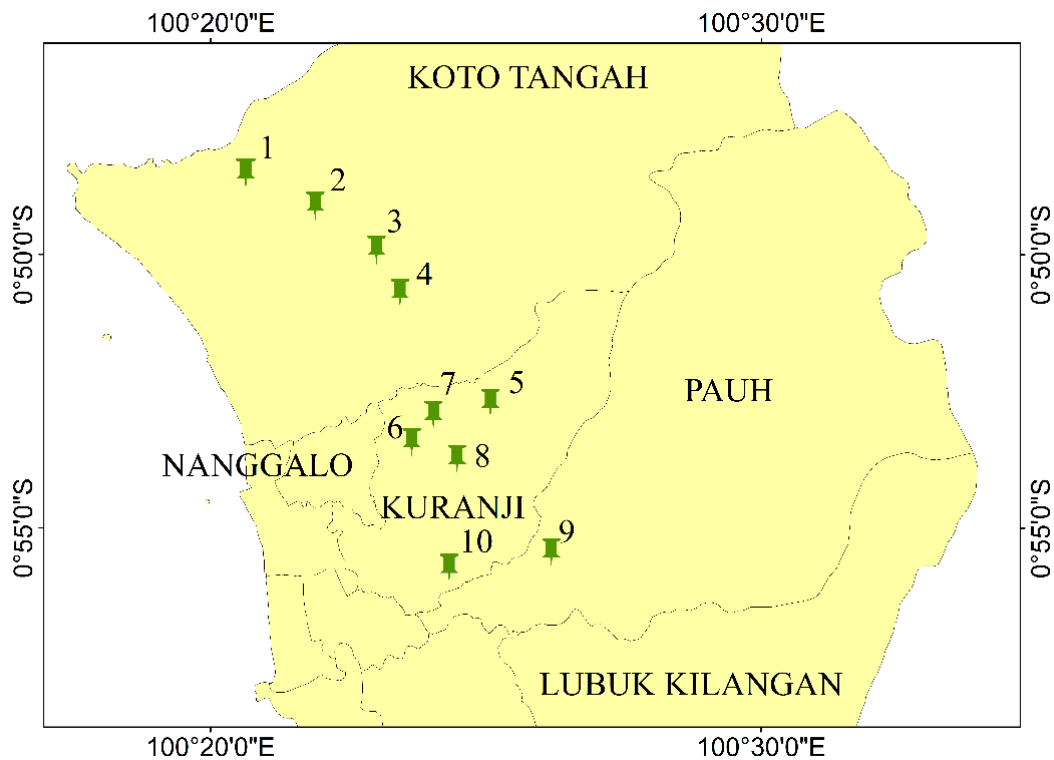 100°20'0"E 100°30'0"E
KOTO TANGAH
1
2
3
0°50'0"S 0°50'0"S
4
5
7
PAUH
6
8
NANGGALO
KURANJI
0°55'0"S 0°55'0"S
9
10
LUBUK KILANGAN
100°20'0"E 100°30'0"E